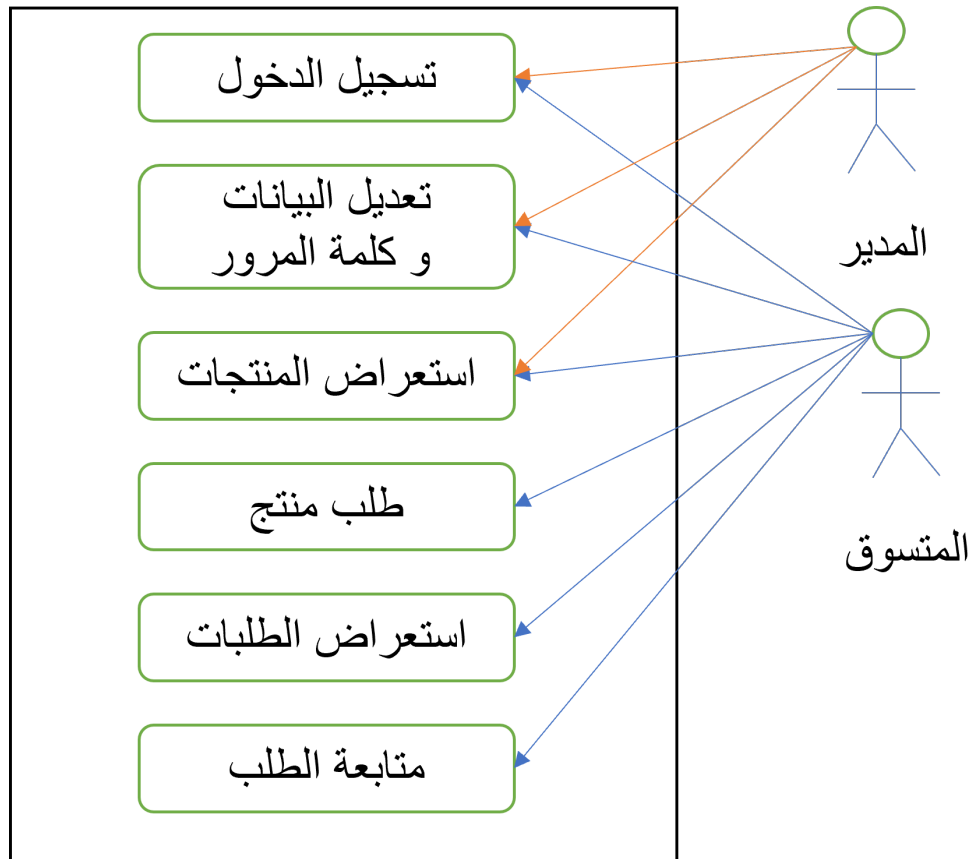 تسجيل الدخول
تعديل البيانات
و كلمة المرور
المدير
استعراض المنتجات
طلب منتج
المتسوق
استعراض الطلبات
متابعة الطلب